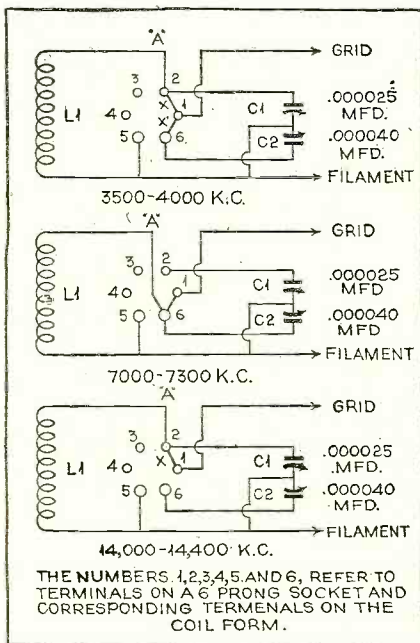 "A"
GRID
3
2
X
1
X
L1
4
5
6
C1
.000025
MFD.
C2
.000040
MFD.
FILAMENT
3500-4000 K.C.
"A"
GRID
3
2
1
L1
4
5
6
C1
.000025
MFD
C2
.000040
MFD
FILAMENT
7000-7300 K.C.
"A"
GRID
3
2
X
1
L1
4
5
6
C1
.000025
MFD.
C2
.000040
MFD.
FILAMENT
14,000-14,400 K.C.
THE NUMBERS 1,2,3,4,5 AND 6, REFER TO
TERMINALS ON A 6 PRONG SOCKET AND
CORRESPONDING TERMENALS ON THE
COIL FORM.